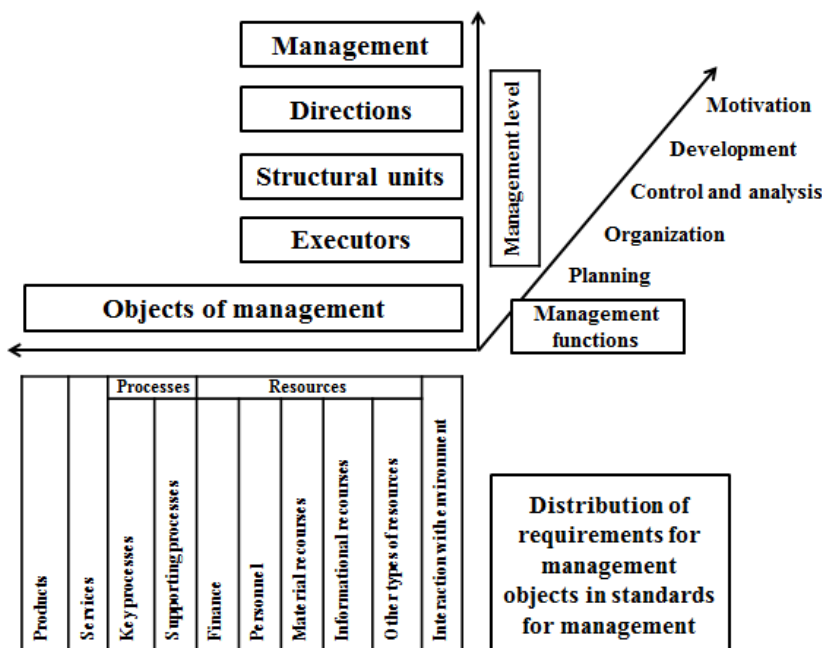 Management
Directions
Structural units
Executors
Objects of management
Management level
Motivation
Development
Control and analysis
Organization
Planning
Management
functions
Processes
Resources
Products
Services
Key processes
Supporting processes
Finance
Personnel
Material recourses
Informational recourses
Other types of resources
Interaction with environment
Distribution of
requirements for
management
objects in standards
for management